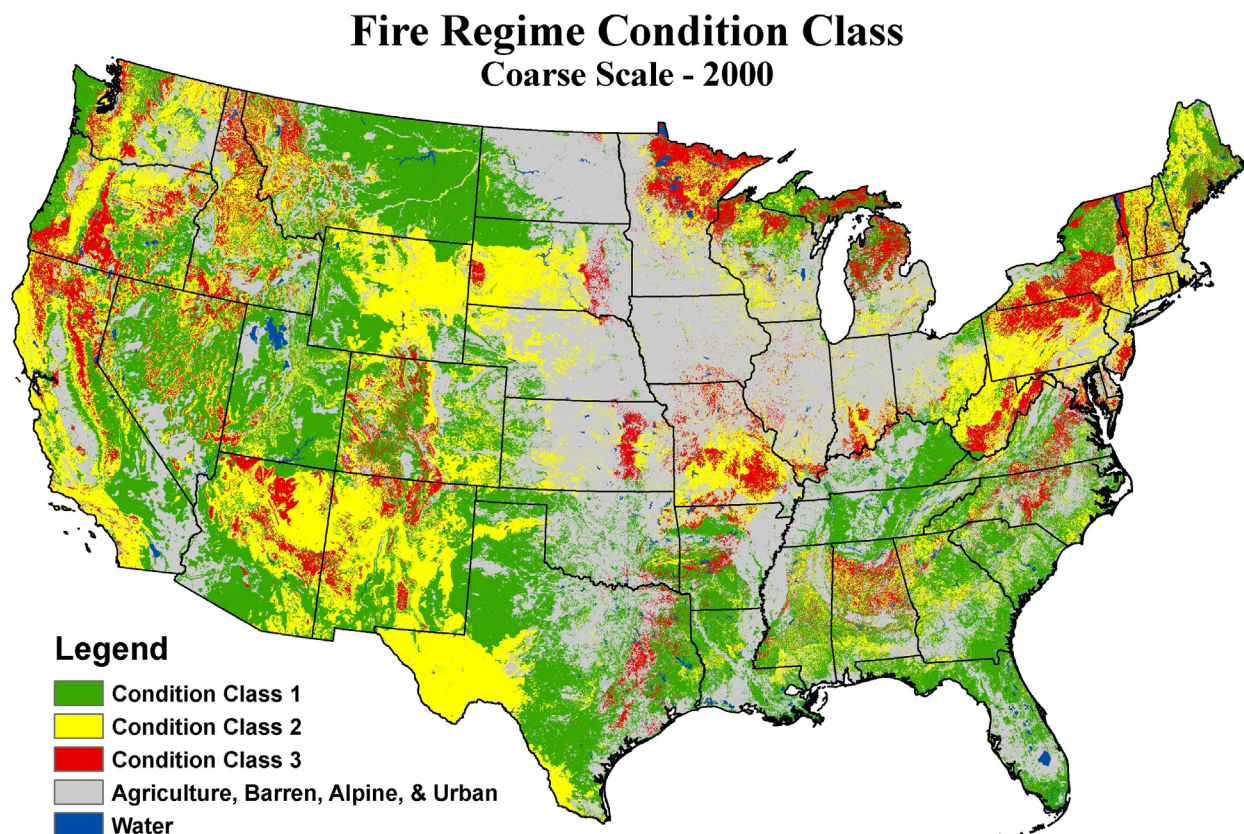 Fire Regime Condition Class
Coarse Scale - 2000
Legend
Condition Class 1
Condition Class 2
Condition Class 3
Agriculture, Barren, Alpine, & Urban
Water